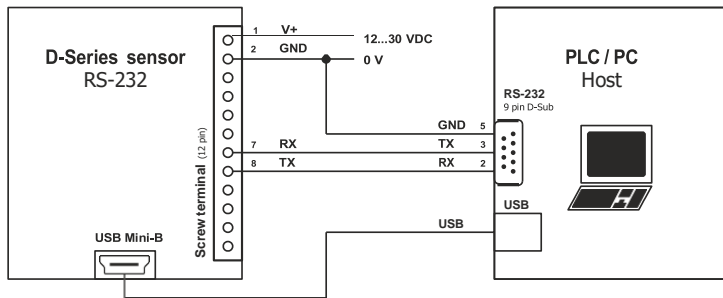 D-Series sensor
RS-232
Screw terminal (12 pin)
1 V+ 12...30 VDC
2 GND 0 V
7 RX
8 TX
USB Mini-B
PLC / PC
Host
RS-232
9 pin D-Sub
GND 5
TX 3
RX 2
USB
USB